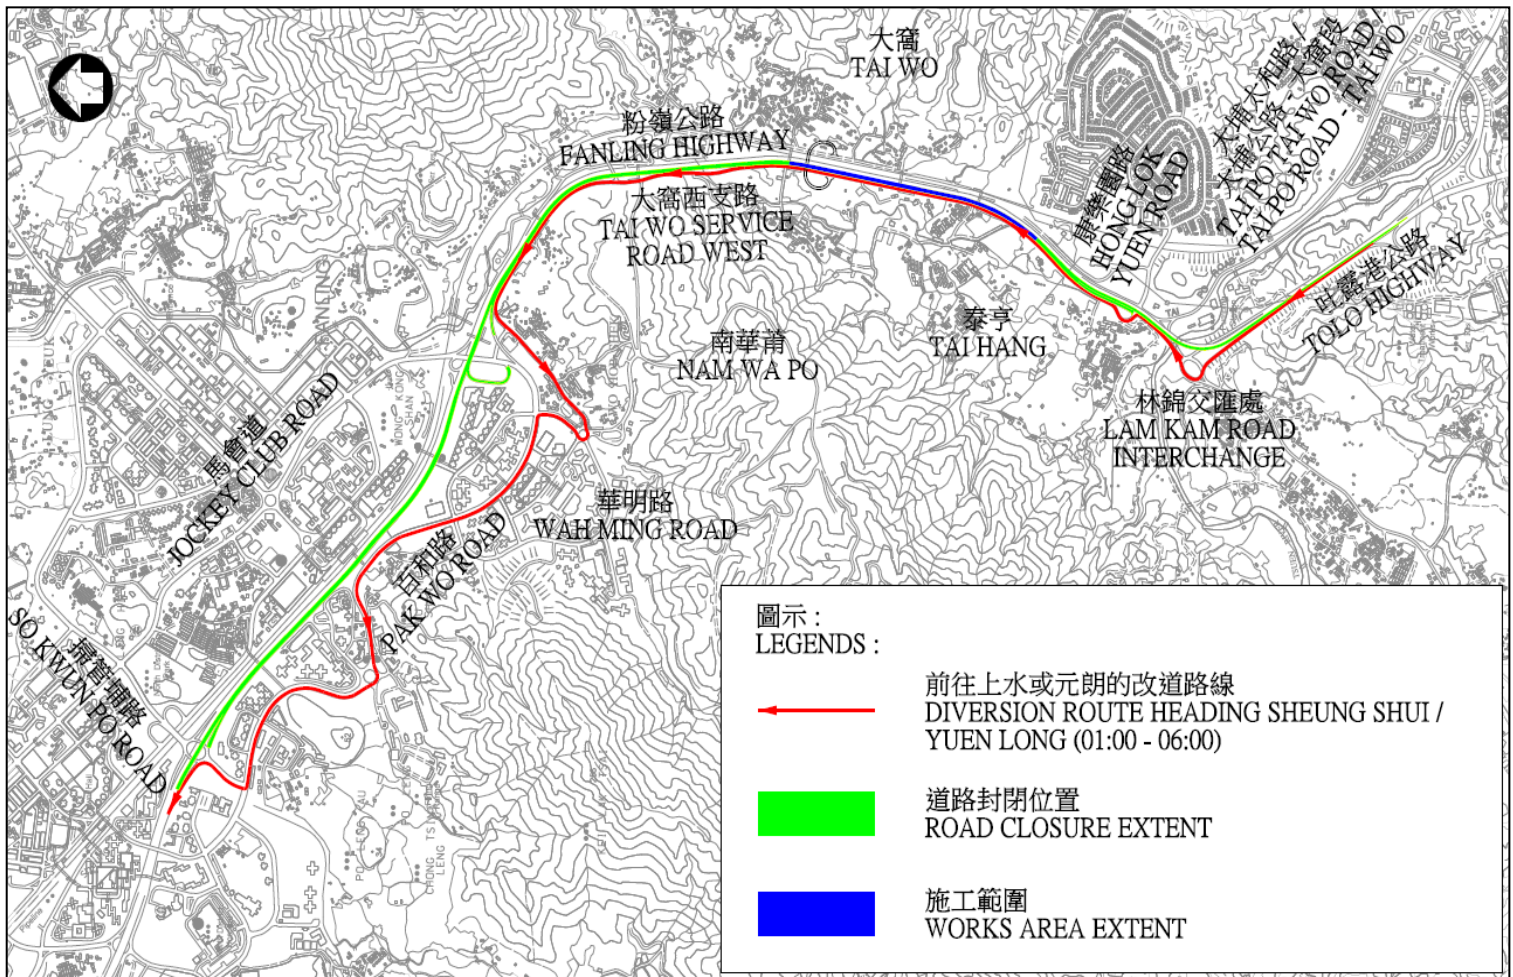 大窩
TAI WO
粉嶺公路
FANLING HIGHWAY
大窩西支路
TAI WO SERVICE
ROAD WEST
康樂園路
HONG LOK
YUEN ROAD
大埔太和路 /
大埔公路 - 大窩段
TAI PO TAI WO ROAD /
TAI PO ROAD - TAI WO
吐露港公路
TOLO HIGHWAY
泰亨
TAI HANG
南華莆
NAM WA PO
林錦交匯處
LAM KAM ROAD
INTERCHANGE
馬會道
JOCKEY CLUB ROAD
華明路
WAH MING ROAD
百和路
PAK WO ROAD
掃管埔路
SO KWUN PO ROAD
圖示 :
LEGENDS :
前往上水或元朗的改道路線
DIVERSION ROUTE HEADING SHEUNG SHUI /
YUEN LONG (01:00 - 06:00)
道路封閉位置
ROAD CLOSURE EXTENT
施工範圍
WORKS AREA EXTENT